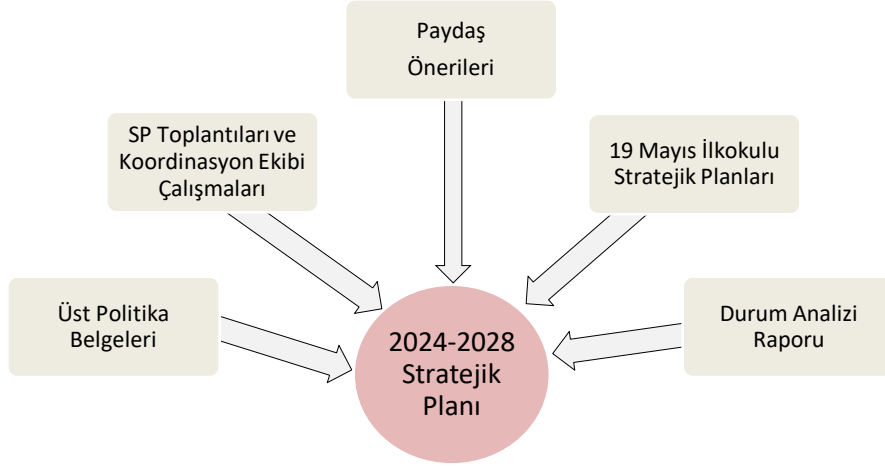 Paydaş
Önerileri
SP Toplantıları ve
Koordinasyon Ekibi
Çalışmaları
19 Mayıs İlkokulu
Stratejik Planları
Üst Politika
Belgeleri
Durum Analizi
Raporu
2024-2028
Stratejik
Planı